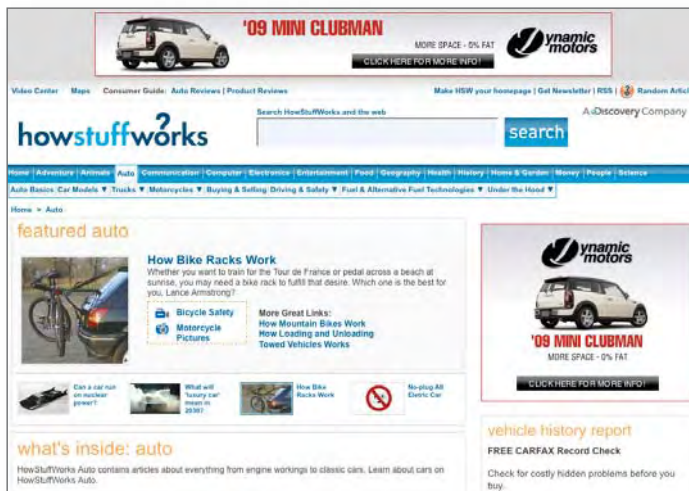 '09 MINI CLUBMAN
MORE SPACE - 0% FAT
CLICK HERE FOR MORE INFO!
ynamic
motors
Video Center Maps Consumer Guide: Auto Reviews | Product Reviews
Make HSW your homepage | Get Newsletter | RSS | Random Articl
howstuffworks
Search HowStuffWorks and the web
search
A Discovery Company
Home Adventure Animals Auto Communication Computer Electronics Entertainment Food Geography Health History Home & Garden Money People Science
Auto Basics Car Models ▼ Trucks ▼ Motorcycles ▼ Buying & Selling Driving & Safety ▼ Fuel & Alternative Fuel Technologies ▼ Under the Hood ▼
Home » Auto
featured auto
How Bike Racks Work
Whether you want to train for the Tour de France or pedal across a beach at
sunrise, you may need a bike rack to fulfill that desire. Which one is the best for
you, Lance Armstrong?
Bicycle Safety
Motorcycle
Pictures
More Great Links:
How Mountain Bikes Work
How Loading and Unloading
Towed Vehicles Works
Can a car run
on nuclear
power?
What will
'luxury car'
mean in
2030?
How Bike
Racks Work
No-plug All
Eletric Car
ynamic
motors
'09 MINI CLUBMAN
MORE SPACE - 0% FAT
CLICK HERE FOR MORE INFO!
what's inside: auto
HowStuffWorks Auto contains articles about everything from engine workings to classic cars. Learn about cars on
HowStuffWorks Auto.
vehicle history report
FREE CARFAX Record Check
Check for costly hidden problems before you
buy.